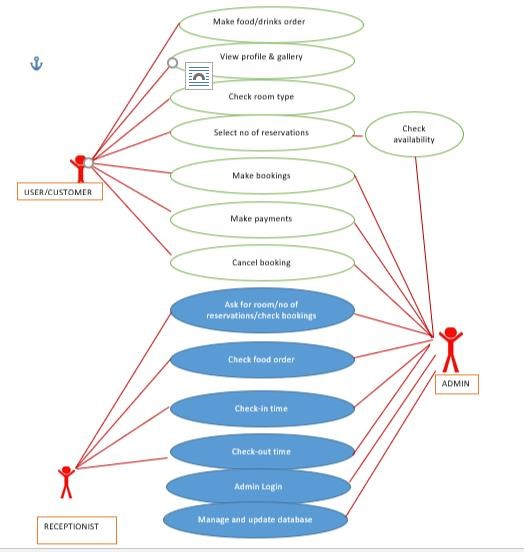 Make food/drinks order
View profile & gallery
Check room type
Select no of reservations
Check
availability
Make bookings
USER/CUSTOMER
Make payments
Cancel booking
Ask for room/no of
reservations/check bookings
Check food order
ADMIN
Check-in time
Check-out time
Admin Login
Manage and update database
RECEPTIONIST